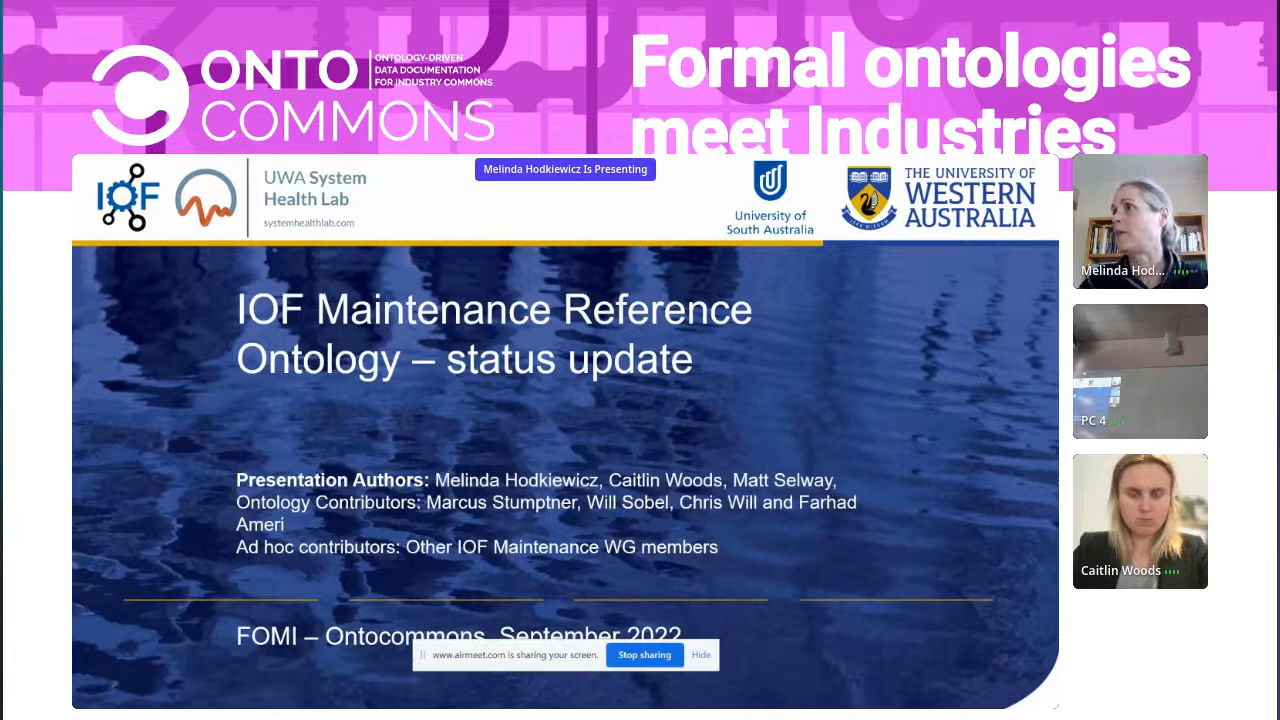 ONTO
COMMONS
ONTOLOGY-DRIVEN
DATA DOCUMENTATION
FOR INDUSTRY COMMONS
Formal ontologies
meet Industries
Melinda Hodkiewicz Is Presenting
IOF
UWA System
Health Lab
systemhealthlab.com
University of
South Australia
THE UNIVERSITY OF
WESTERN
AUSTRALIA
IOF Maintenance Reference
Ontology – status update
Presentation Authors: Melinda Hodkiewicz, Caitlin Woods, Matt Selway,
Ontology Contributors: Marcus Stumptner, Will Sobel, Chris Will and Farhad
Ameri
Ad hoc contributors: Other IOF Maintenance WG members
FOMI – Ontocommons, September 2022
www.airmeet.com is sharing your screen.
Stop sharing
Hide
Melinda Hod...
PC 4
Caitlin Woods